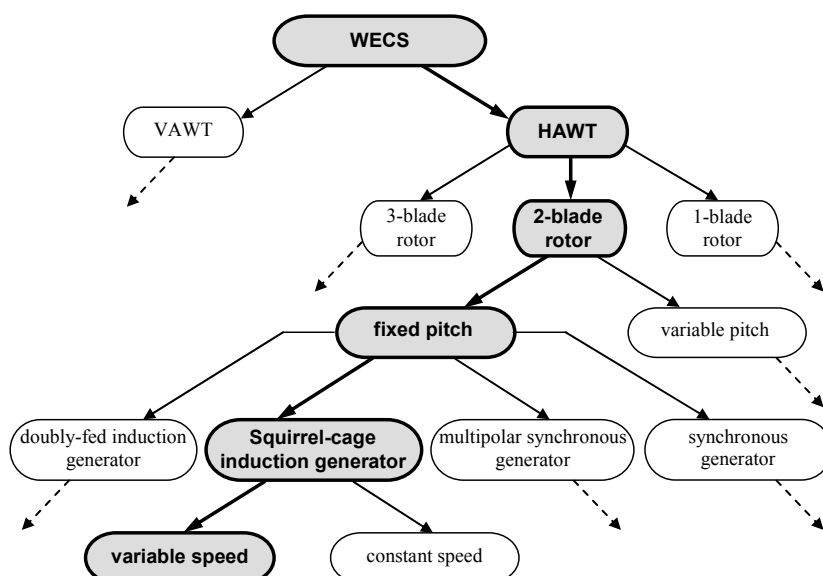 WECS
VAWT
HAWT
3-blade
rotor
2-blade
rotor
1-blade
rotor
fixed pitch
variable pitch
doubly-fed induction
generator
Squirrel-cage
induction generator
multipolar synchronous
generator
synchronous
generator
variable speed
constant speed